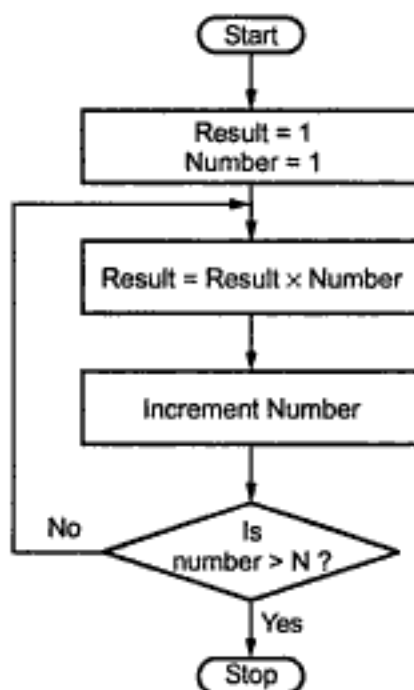 Start
Result = 1
Number = 1
Result = Result × Number
Increment Number
Is
number > N ?
No
Yes
Stop